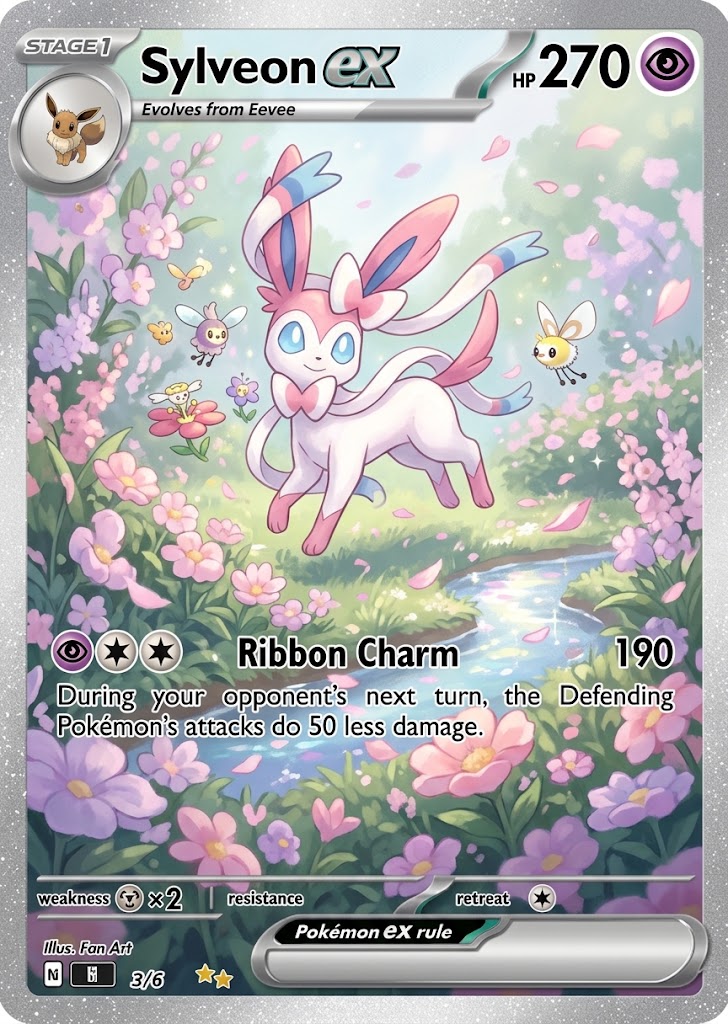 STAGE 1
Sylveon ex
HP 270
Evolves from Eevee
Ribbon Charm 190
During your opponent's next turn, the Defending
Pokémon's attacks do 50 less damage.
weakness ×2 resistance retreat
Pokémon ex rule
Illus. Fan Art
3/6